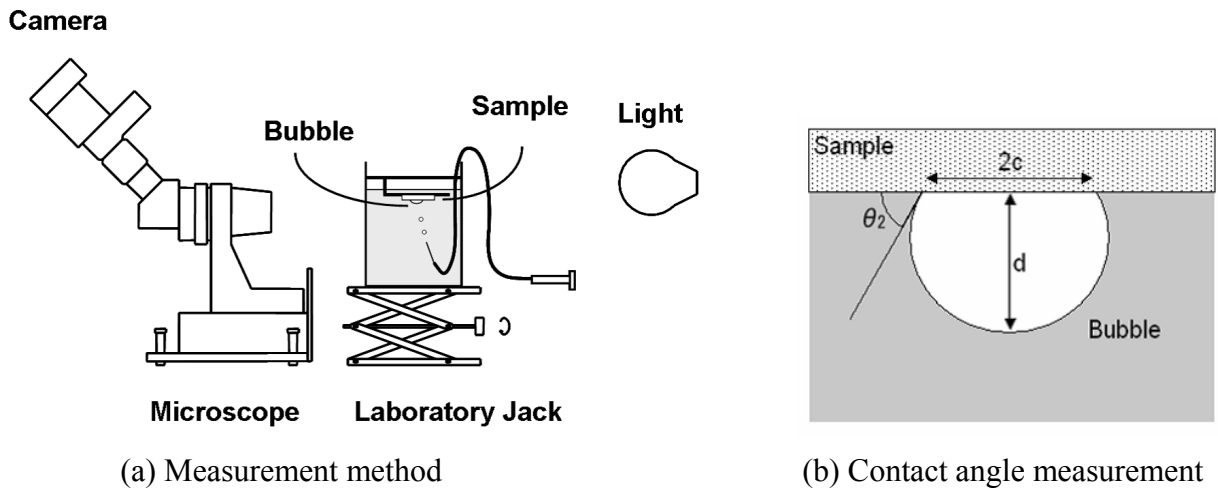 Camera
Bubble
Sample
Light
Microscope
Laboratory Jack
(a) Measurement method
Sample
2c
θ2
d
Bubble
(b) Contact angle measurement